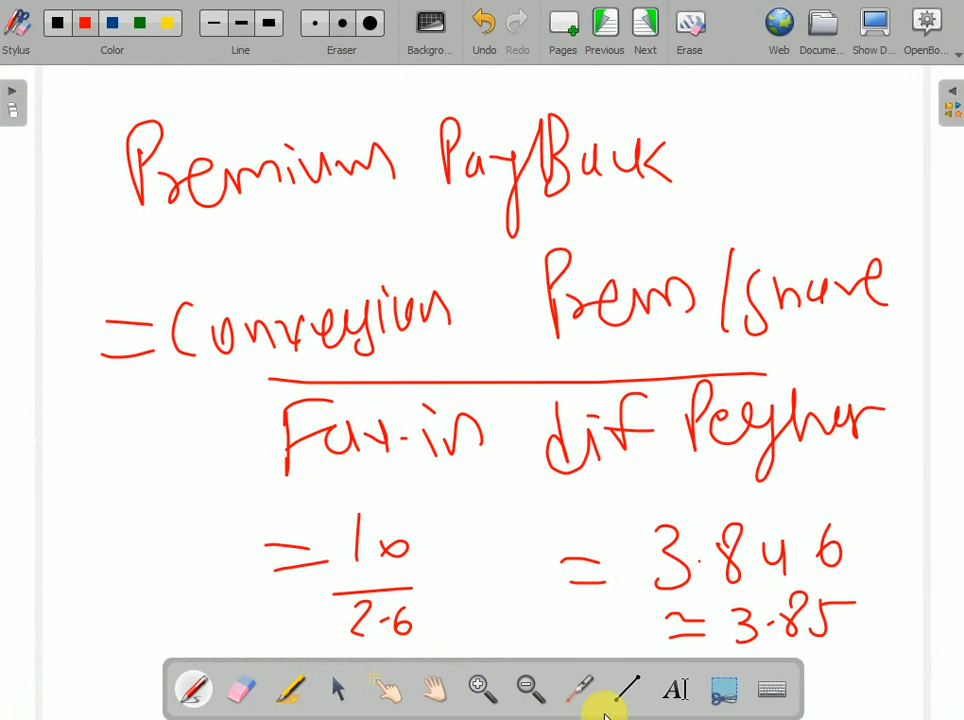 Stylus
Color
Line
Eraser
Backgro...
Undo
Redo
Pages
Previous
Next
Erase
Web
Docume...
Show D...
OpenBo...
Premium PayBack
= Conversion Prem/share
Fav. in dif Per sher
= 10 = 3.846
2.6 ≃ 3.85